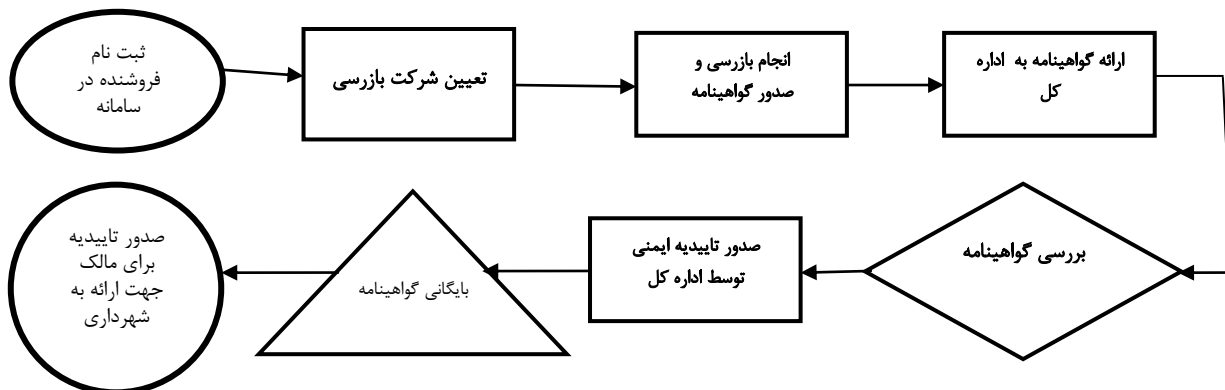 ثبت نام
فروشنده در
سامانه
تعیین شرکت بازرسی
انجام بازرسی و
صدور گواهینامه
ارائه گواهینامه به اداره
کل
بررسی گواهینامه
صدور تاییدیه ایمنی
توسط اداره کل
بایگانی گواهینامه
صدور تاییدیه
برای مالک
جهت ارائه به
شهرداری